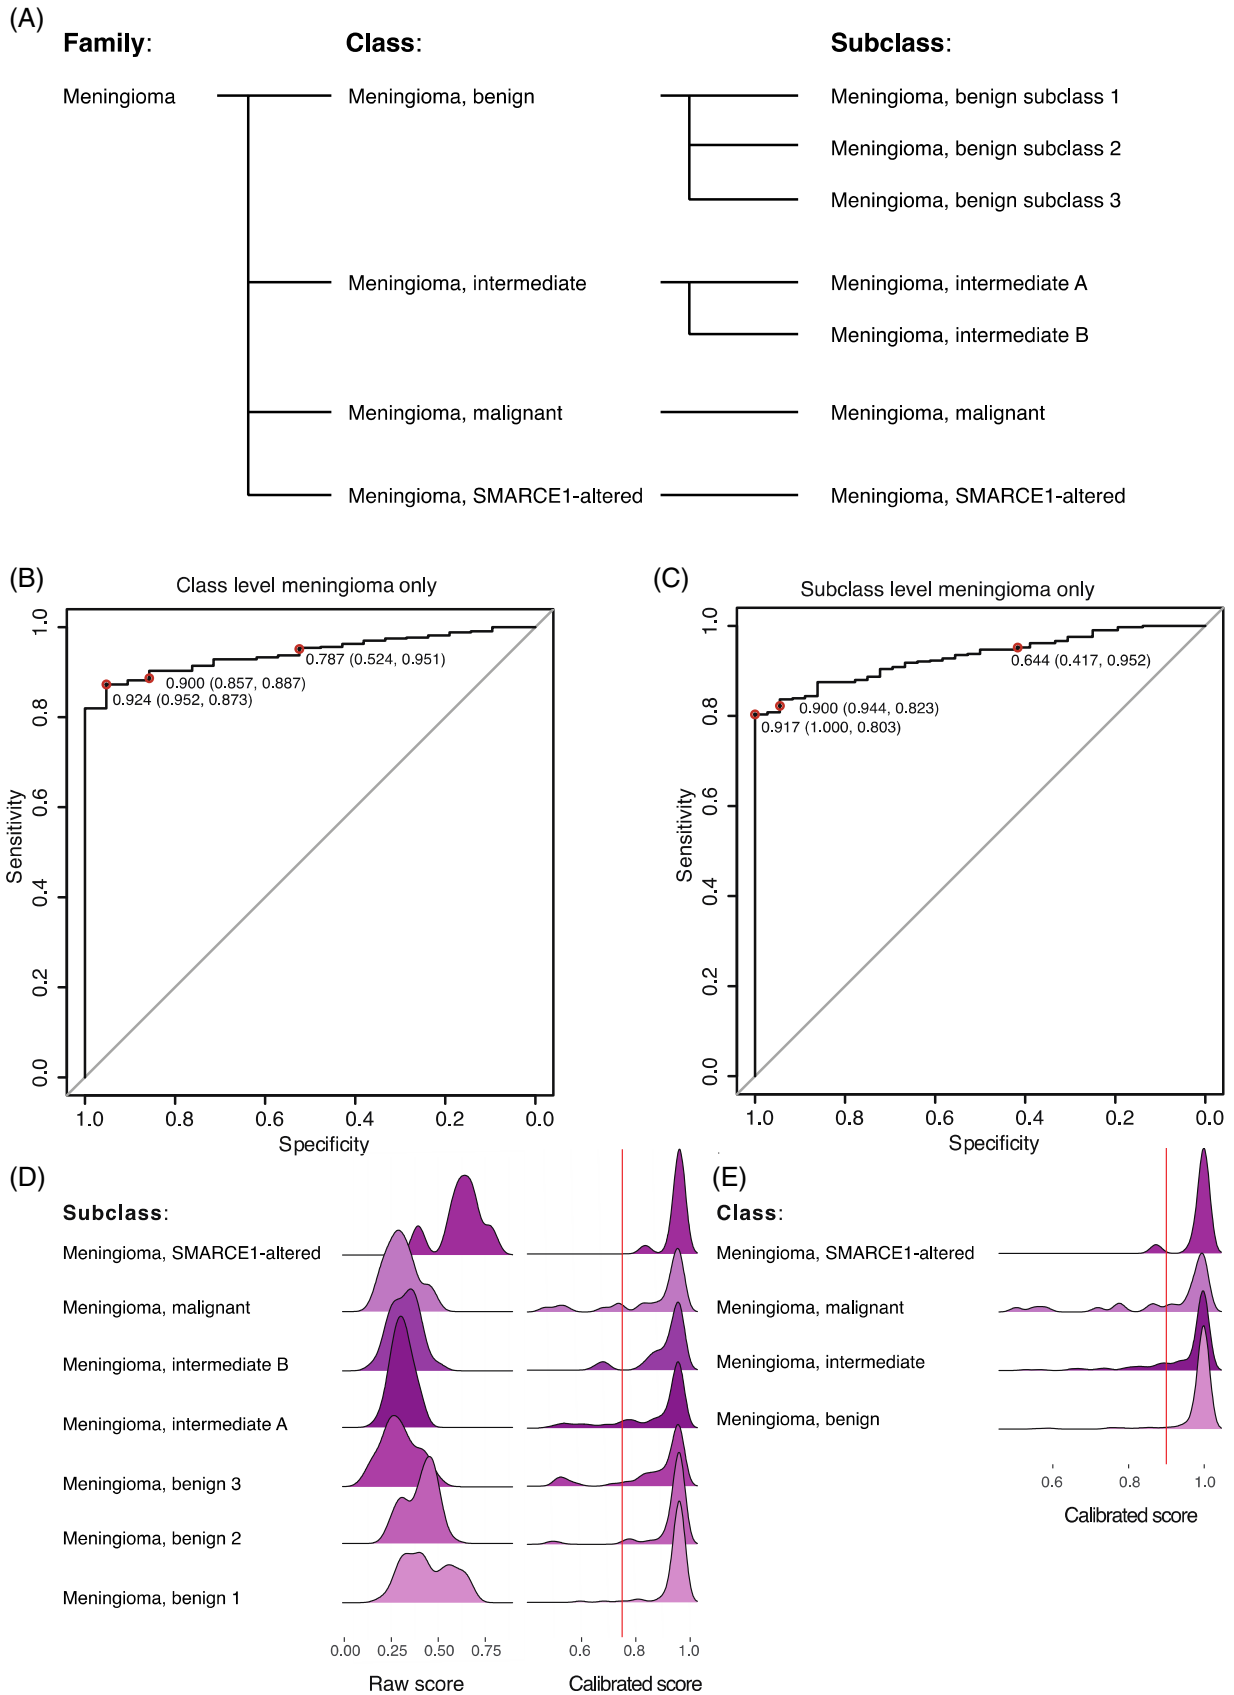 (A)
Family: Class: Subclass:
Meningioma Meningioma, benign Meningioma, benign subclass 1
Meningioma, benign subclass 2
Meningioma, benign subclass 3
Meningioma, intermediate Meningioma, intermediate A
Meningioma, intermediate B
Meningioma, malignant Meningioma, malignant
Meningioma, SMARCE1-altered Meningioma, SMARCE1-altered
(B)
Class level meningioma only
Sensitivity
1.0
0.8
0.6
0.4
0.2
0.0
0.787 (0.524, 0.951)
0.900 (0.857, 0.887)
0.924 (0.952, 0.873)
1.0 0.8 0.6 0.4 0.2 0.0
Specificity
(C)
Subclass level meningioma only
Sensitivity
1.0
0.8
0.6
0.4
0.2
0.0
0.644 (0.417, 0.952)
0.900 (0.944, 0.823)
0.917 (1.000, 0.803)
1.0 0.8 0.6 0.4 0.2 0.0
Specificity
(D)
Subclass:
Meningioma, SMARCE1-altered
Meningioma, malignant
Meningioma, intermediate B
Meningioma, intermediate A
Meningioma, benign 3
Meningioma, benign 2
Meningioma, benign 1
0.00 0.25 0.50 0.75 0.6 0.8 1.0
Raw score Calibrated score
(E)
Class:
Meningioma, SMARCE1-altered
Meningioma, malignant
Meningioma, intermediate
Meningioma, benign
0.6 0.8 1.0
Calibrated score